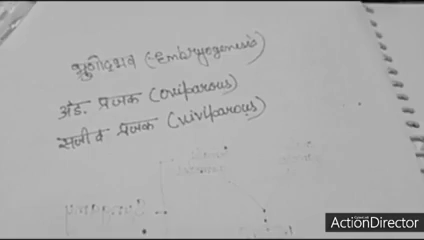 भ्रूणोद्भव (Embryogenesis)
अंड. प्रजक (oviparous)
सजीव प्रजक (viviparous)
ActionDirector